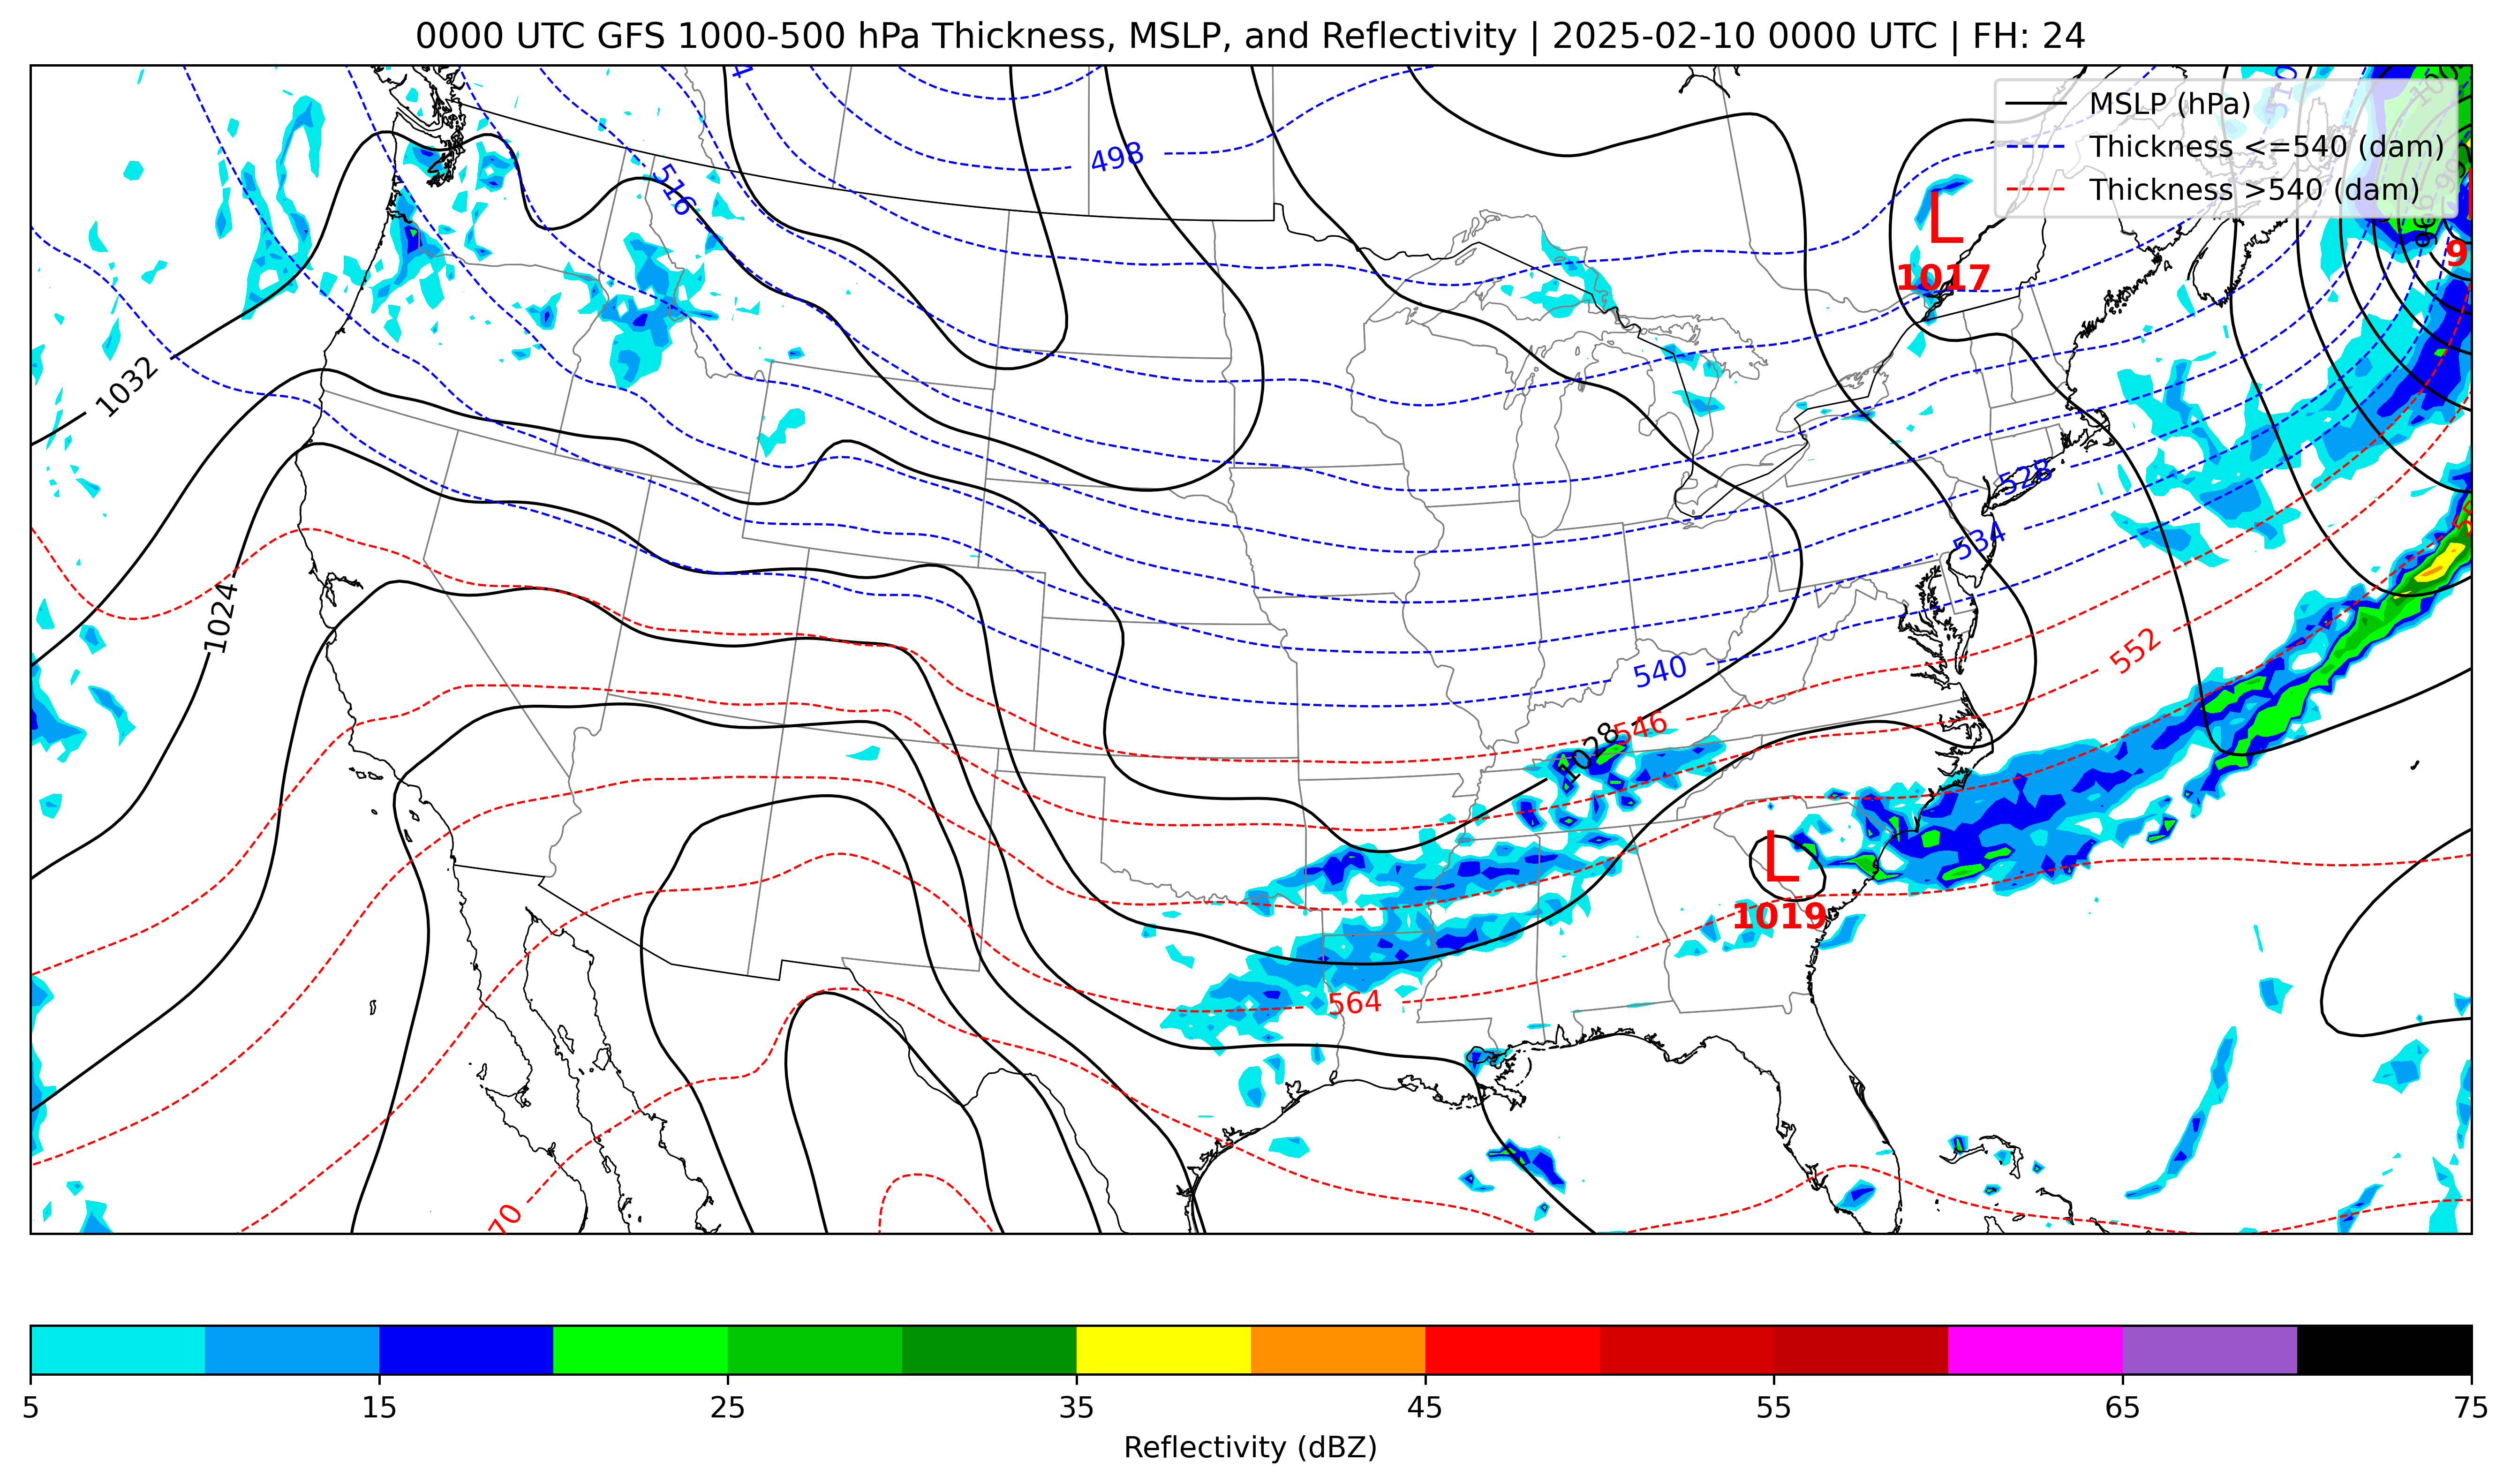 0000 UTC GFS 1000-500 hPa Thickness, MSLP, and Reflectivity | 2025-02-10 0000 UTC | FH: 24
MSLP (hPa)
Thickness <=540 (dam)
Thickness >540 (dam)
510
498
516
L
1017
9
1032
528
534
1024
552
540
546
1028
L
1019
564
70
5 15 25 35 45 55 65 75
Reflectivity (dBZ)